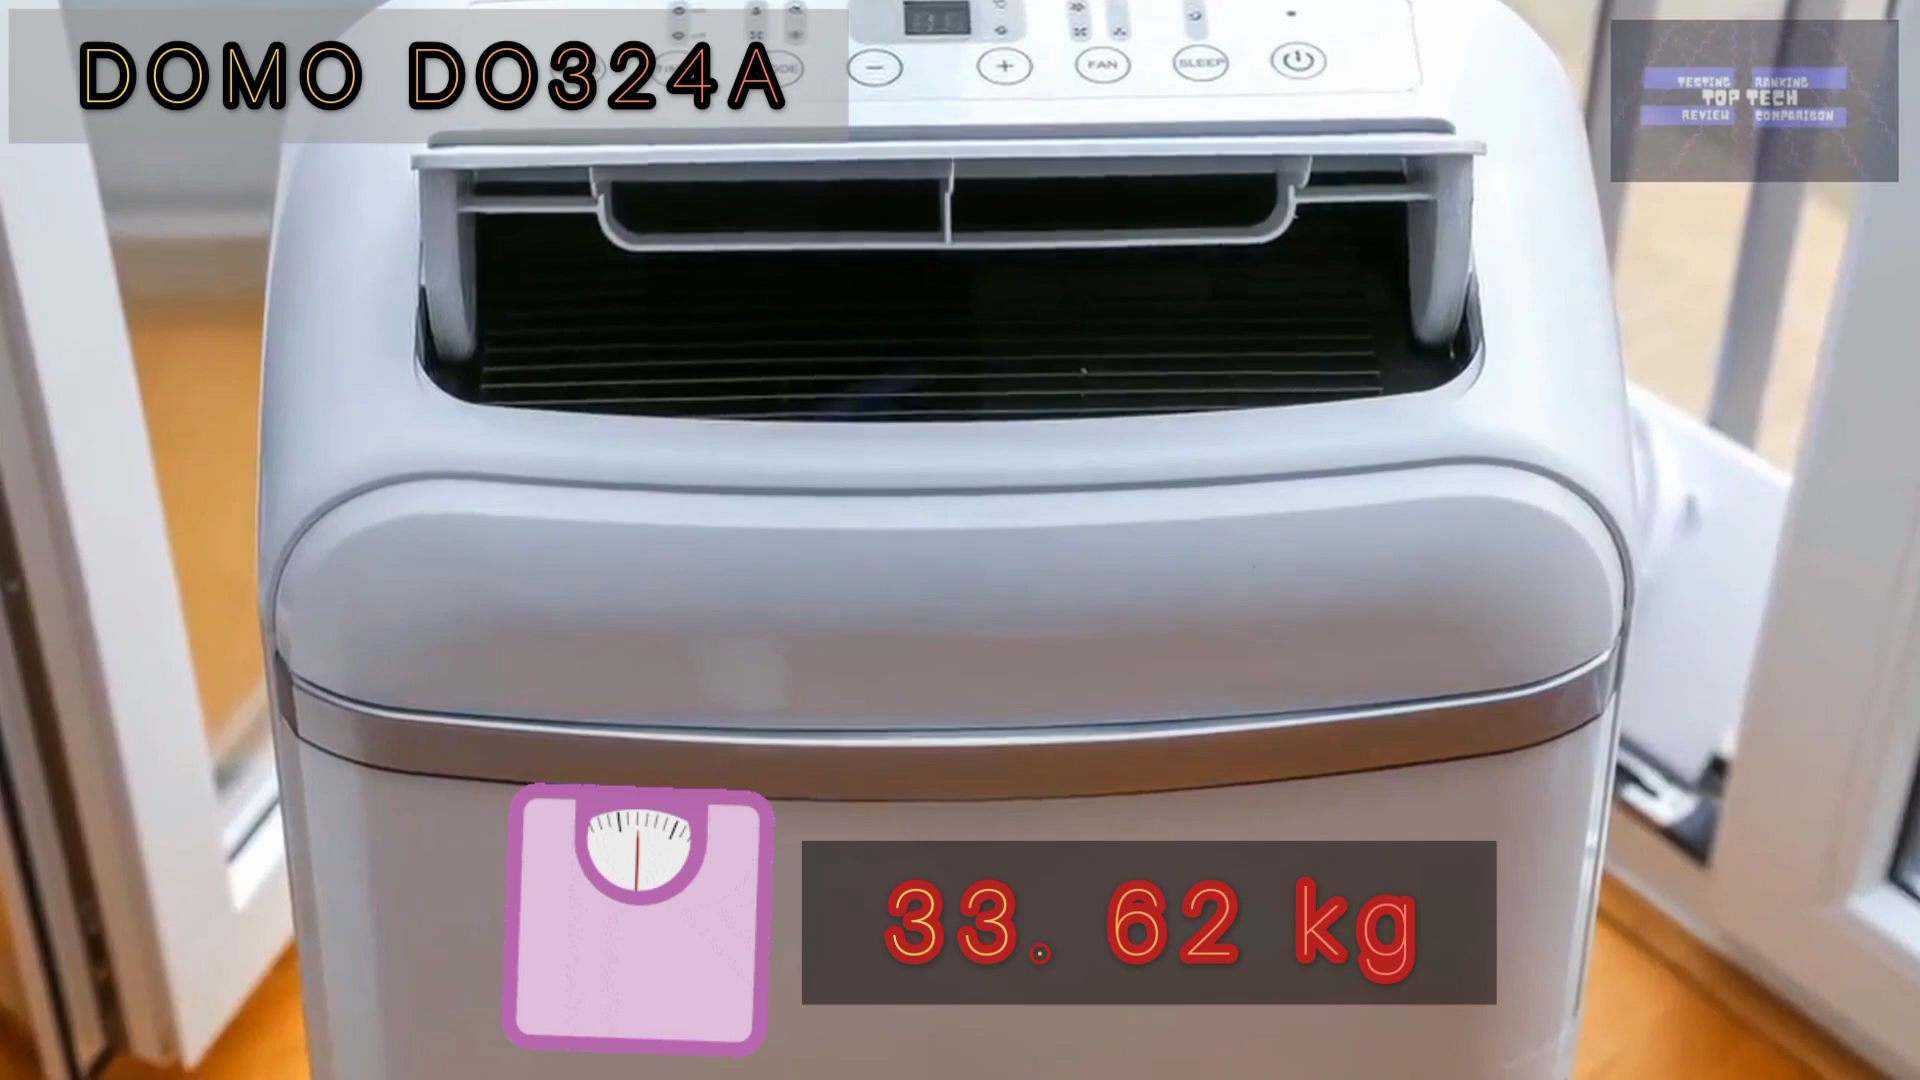 DOMO DO324A
−
+
FAN
SLEEP
TESTING RANKING
TOP TECH
REVIEW COMPARISON
33. 62 kg